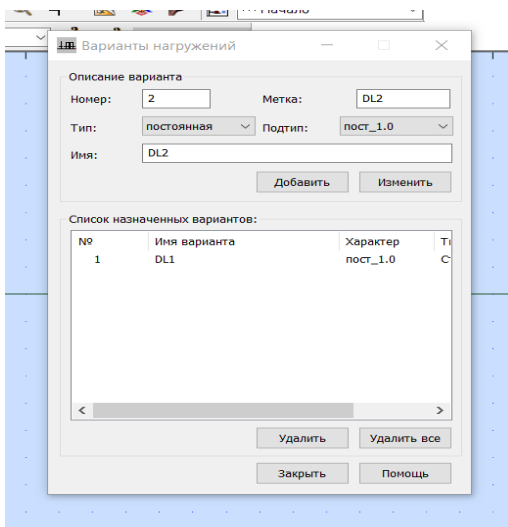 Начало
Варианты нагружений
Описание варианта
Номер: 2 Метка: DL2
Тип: постоянная Подтип: пост_1.0
Имя: DL2
Добавить Изменить
Список назначенных вариантов:
№ Имя варианта Характер
1 DL1 пост_1.0
Удалить Удалить все
Закрыть Помощь